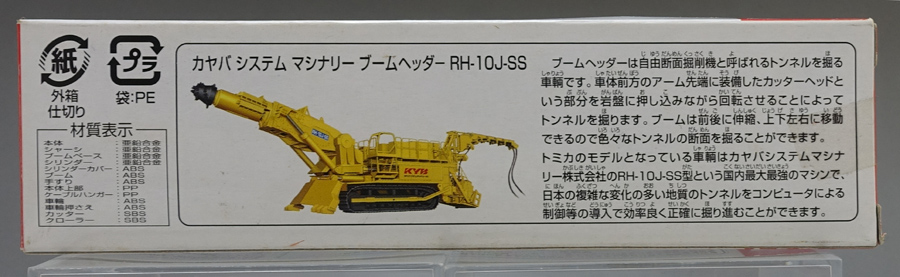 紙
外箱
仕切り
プラ
袋:PE
材質表示
本体 : 亜鉛合金
シャーシ : 亜鉛合金
ブームベース : 亜鉛合金
シリンダー : 亜鉛合金
シリンダーカバー : ABS
ブーム : ABS
手すり : ABS
本体上部 : PP
ケーブルハンガー : PP
車輪 : ABS
車輪押さえ : ABS
カッター : SBS
クローラー : SBS
カヤバ システム マシナリー ブームヘッダー RH-10J-SS
KYB
ブームヘッダーは自由断面掘削機と呼ばれるトンネルを掘る
車輌です。車体前方のアーム先端に装備したカッターヘッドと
いう部分を岩盤に押し込みながら回転させることによって
トンネルを掘ります。ブームは前後に伸縮、上下左右に移動
できるので色々なトンネルの断面を掘ることができます。
トミカのモデルとなっている車輌はカヤバシステムマシナ
リー株式会社のRH-10J-SS型という国内最大最強のマシンで、
日本の複雑な変化の多い地質のトンネルをコンピュータによる
制御等の導入で効率良く正確に掘り進むことができます。